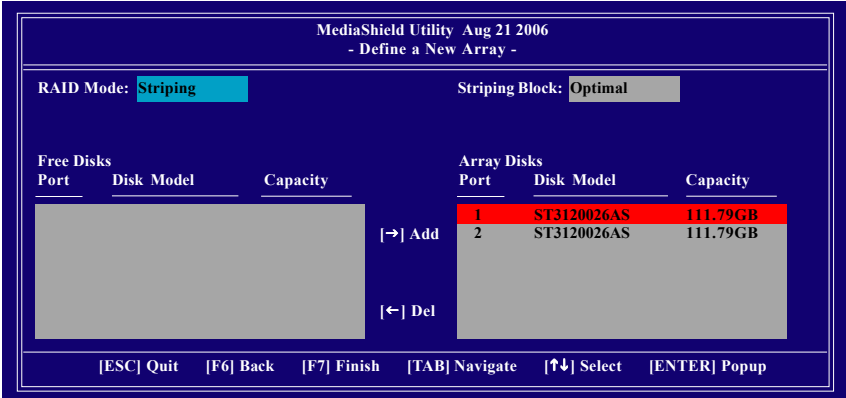 MediaShield Utility Aug 21 2006
- Define a New Array -
RAID Mode: Striping Striping Block: Optimal
Free Disks Array Disks
Port Disk Model Capacity Port Disk Model Capacity
1 ST3120026AS 111.79GB
[→] Add 2 ST3120026AS 111.79GB
[←] Del
[ESC] Quit [F6] Back [F7] Finish [TAB] Navigate [↑↓] Select [ENTER] Popup